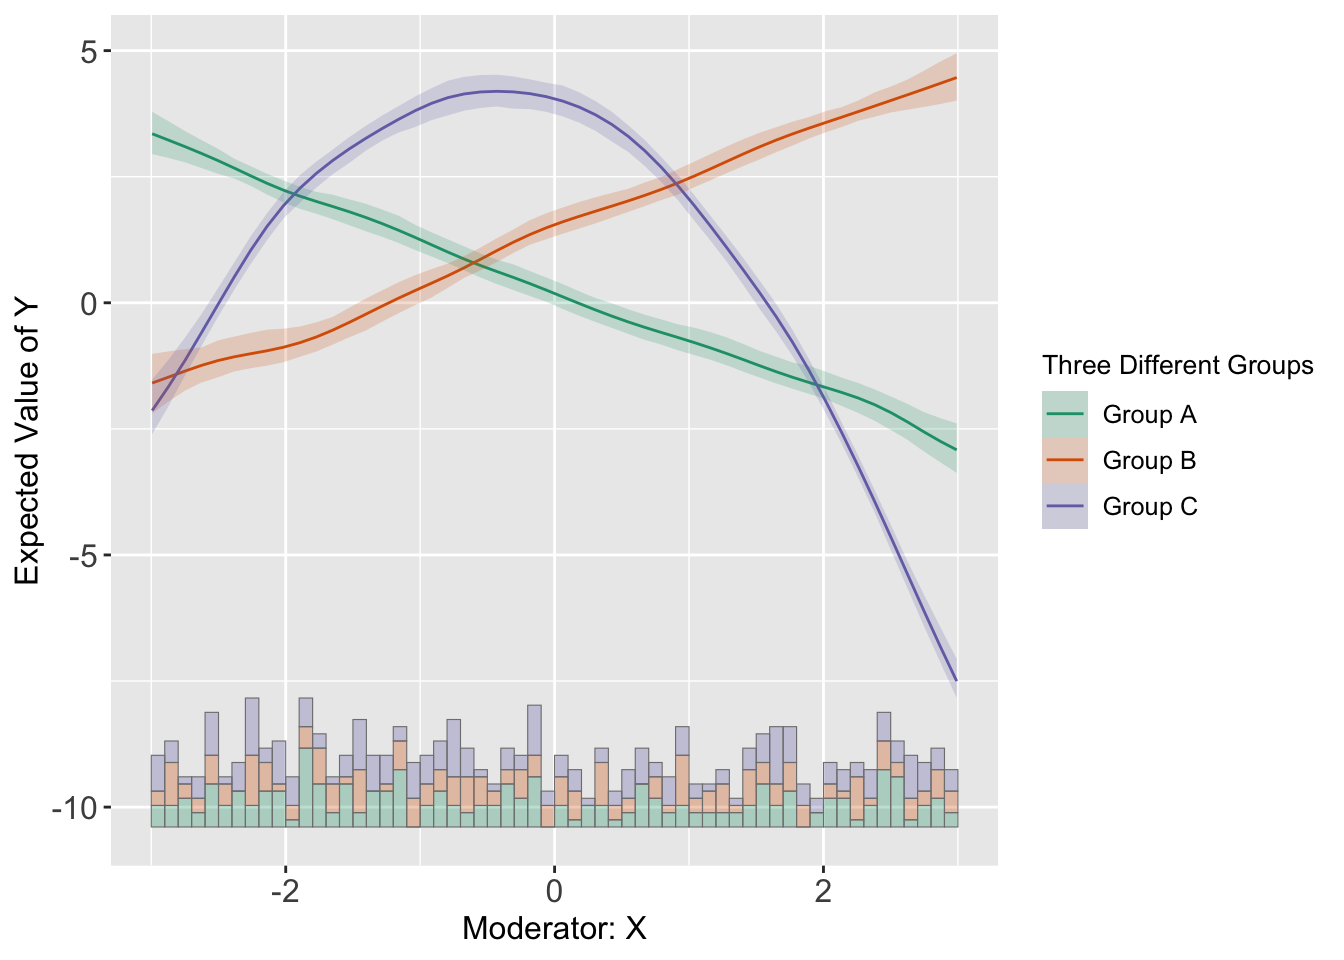 5
0
-5
-10
Expected Value of Y
-2
0
2
Moderator: X
Three Different Groups
Group A
Group B
Group C